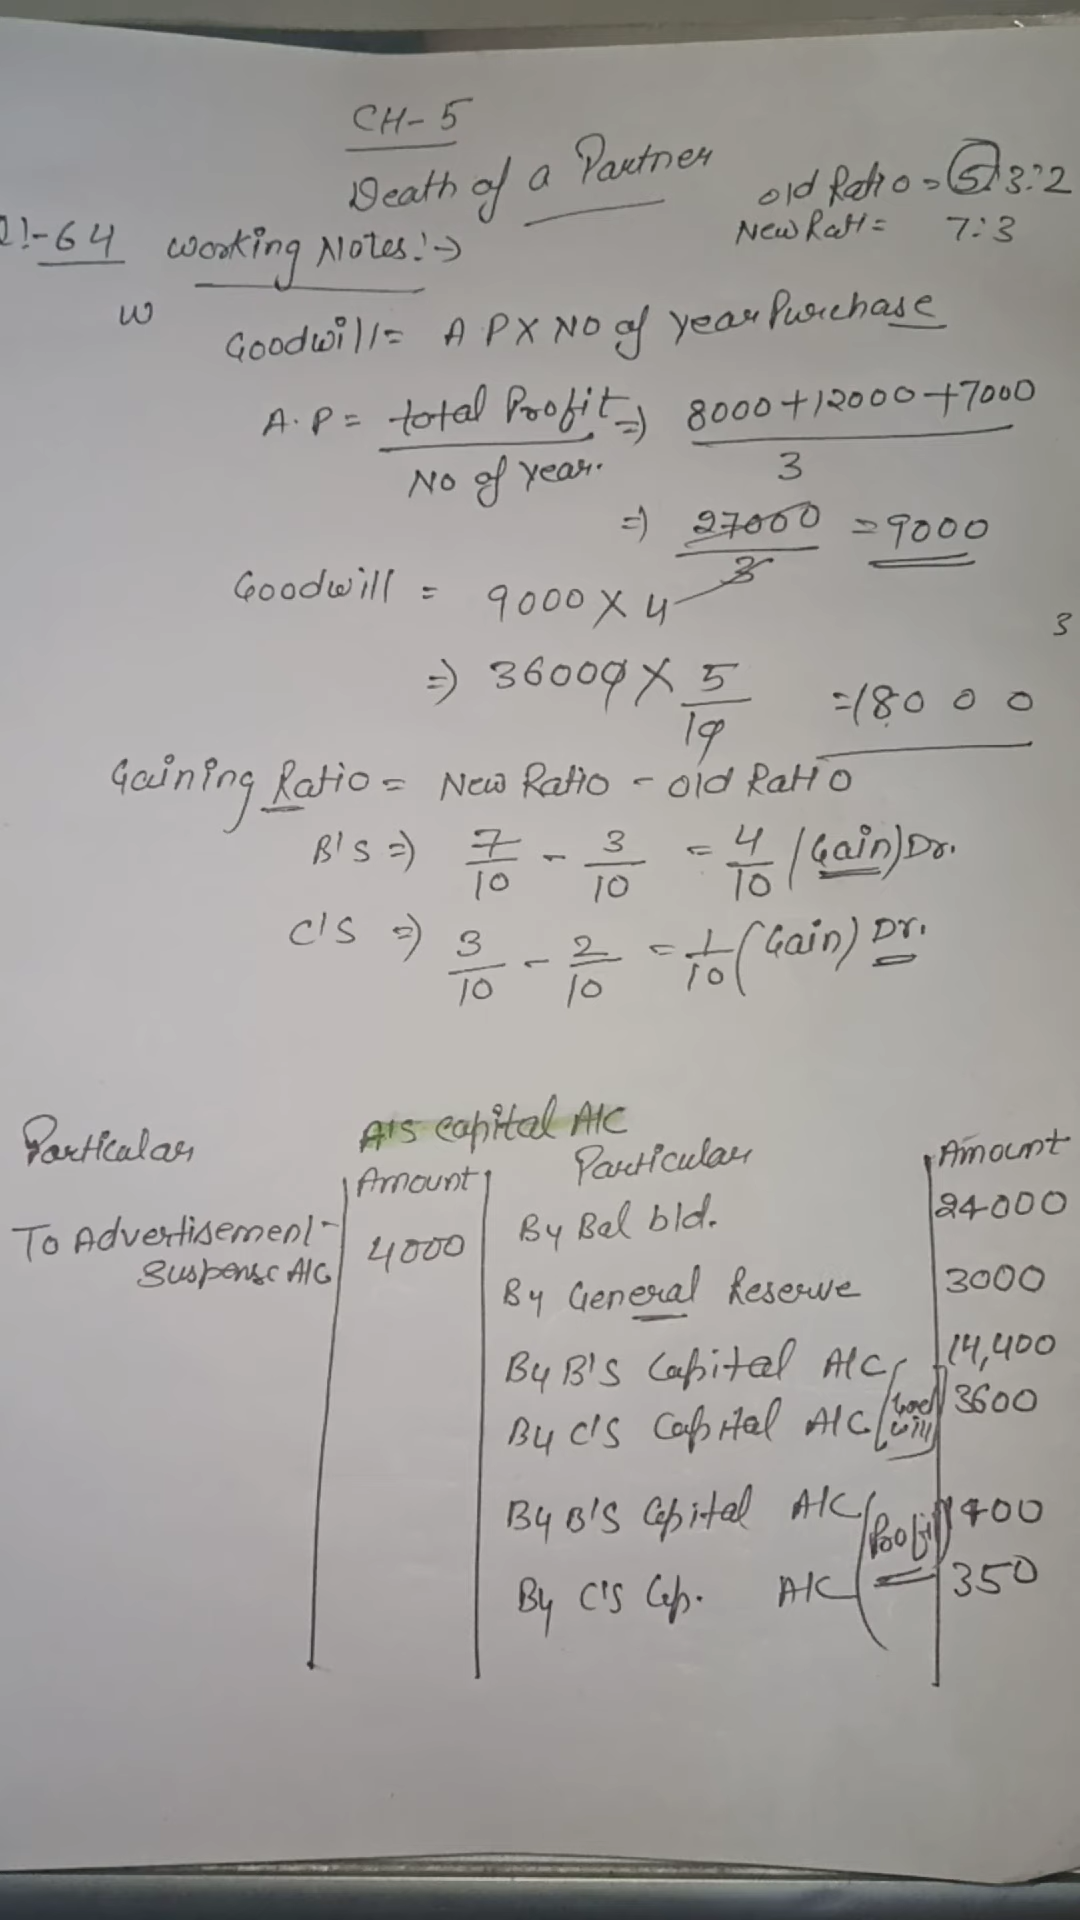 CH-5
Death of a Partner
old Ratio = 5:3:2
New Rati = 7:3
64 Working Notes:→
Goodwill = A P X No of year Purchase
A.P = total Profit ⇒ 8000+12000+7000
No of year. 3
⇒ 27000 = 9000
3
Goodwill = 9000 X 4
3
⇒ 36000 X 5 = 18000
10
Gaining Ratio = New Ratio - old Ratio
B's ⇒ 7/10 - 3/10 = 4/10 (Gain) Dr.
C's ⇒ 3/10 - 2/10 = 1/10 (Gain) Dr.
A's Capital A/C
Particular Amount Particular Amount
To Advertisement- 4000 By Bal b/d. 24000
Suspense A/C
By General Reserve 3000
By B's Capital A/C 14,400
By C's Capital A/C (Good will) 3600
By B's Capital A/C 1400
By C's Cap. A/C (Profit) 350